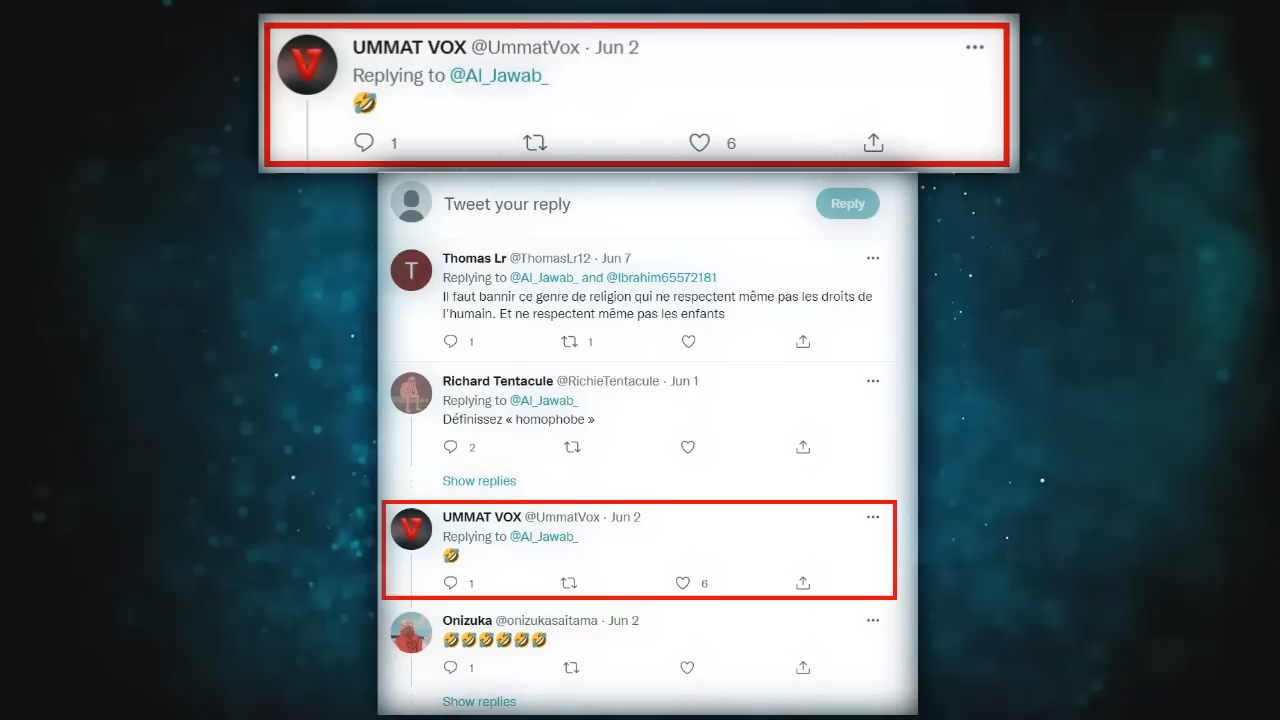 UMMAT VOX @UmmatVox · Jun 2
Replying to @Al_Jawab_
🤣
1 6
Tweet your reply Reply
T Thomas Lr @ThomasLr12 · Jun 7
Replying to @Al_Jawab_ and @Ibrahim65572181
Il faut bannir ce genre de religion qui ne respectent même pas les droits de
l'humain. Et ne respectent même pas les enfants
1 1
Richard Tentacule @RichieTentacule · Jun 1
Replying to @Al_Jawab_
Définissez « homophobe »
2
Show replies
UMMAT VOX @UmmatVox · Jun 2
Replying to @Al_Jawab_
🤣
1 6
Onizuka @onizukasaitama · Jun 2
🤣🤣🤣🤣🤣🤣
1
Show replies